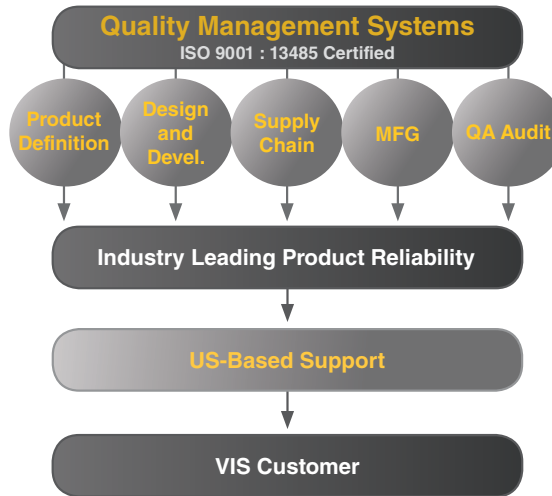 Quality Management Systems
ISO 9001 : 13485 Certified
Product
Definition
Design
and
Devel.
Supply
Chain
MFG
QA Audit
Industry Leading Product Reliability
US-Based Support
VIS Customer